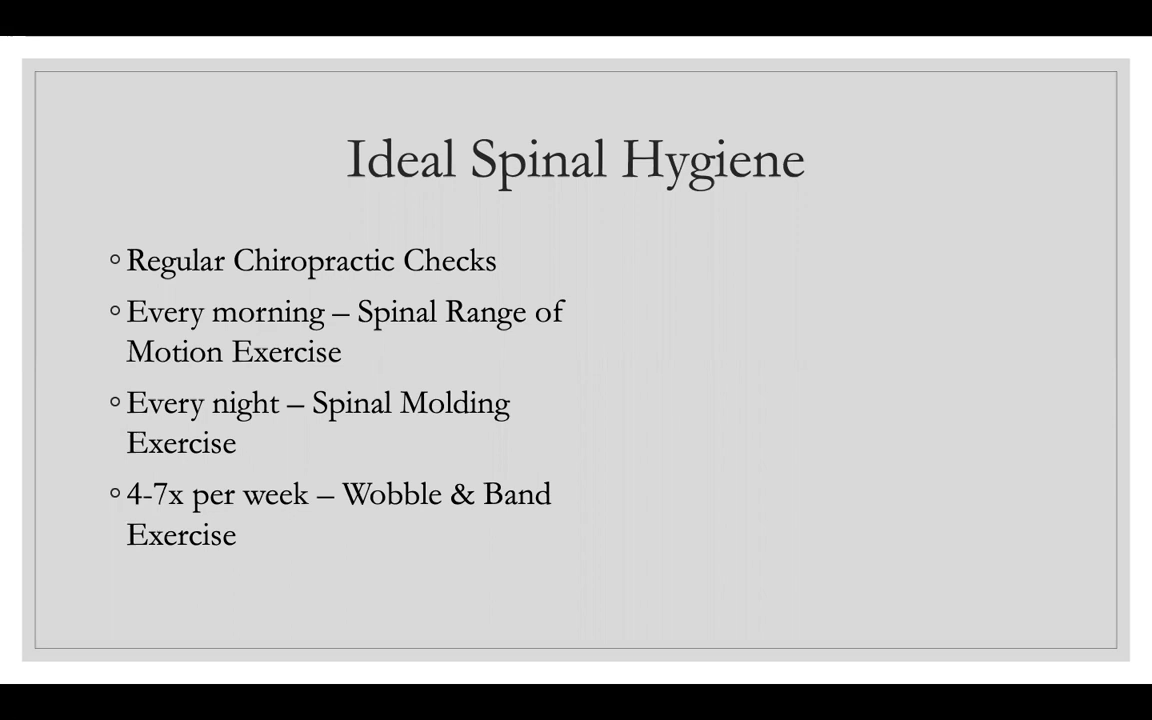 Ideal Spinal Hygiene
◦Regular Chiropractic Checks
◦Every morning – Spinal Range of
Motion Exercise
◦Every night – Spinal Molding
Exercise
◦4-7x per week – Wobble & Band
Exercise